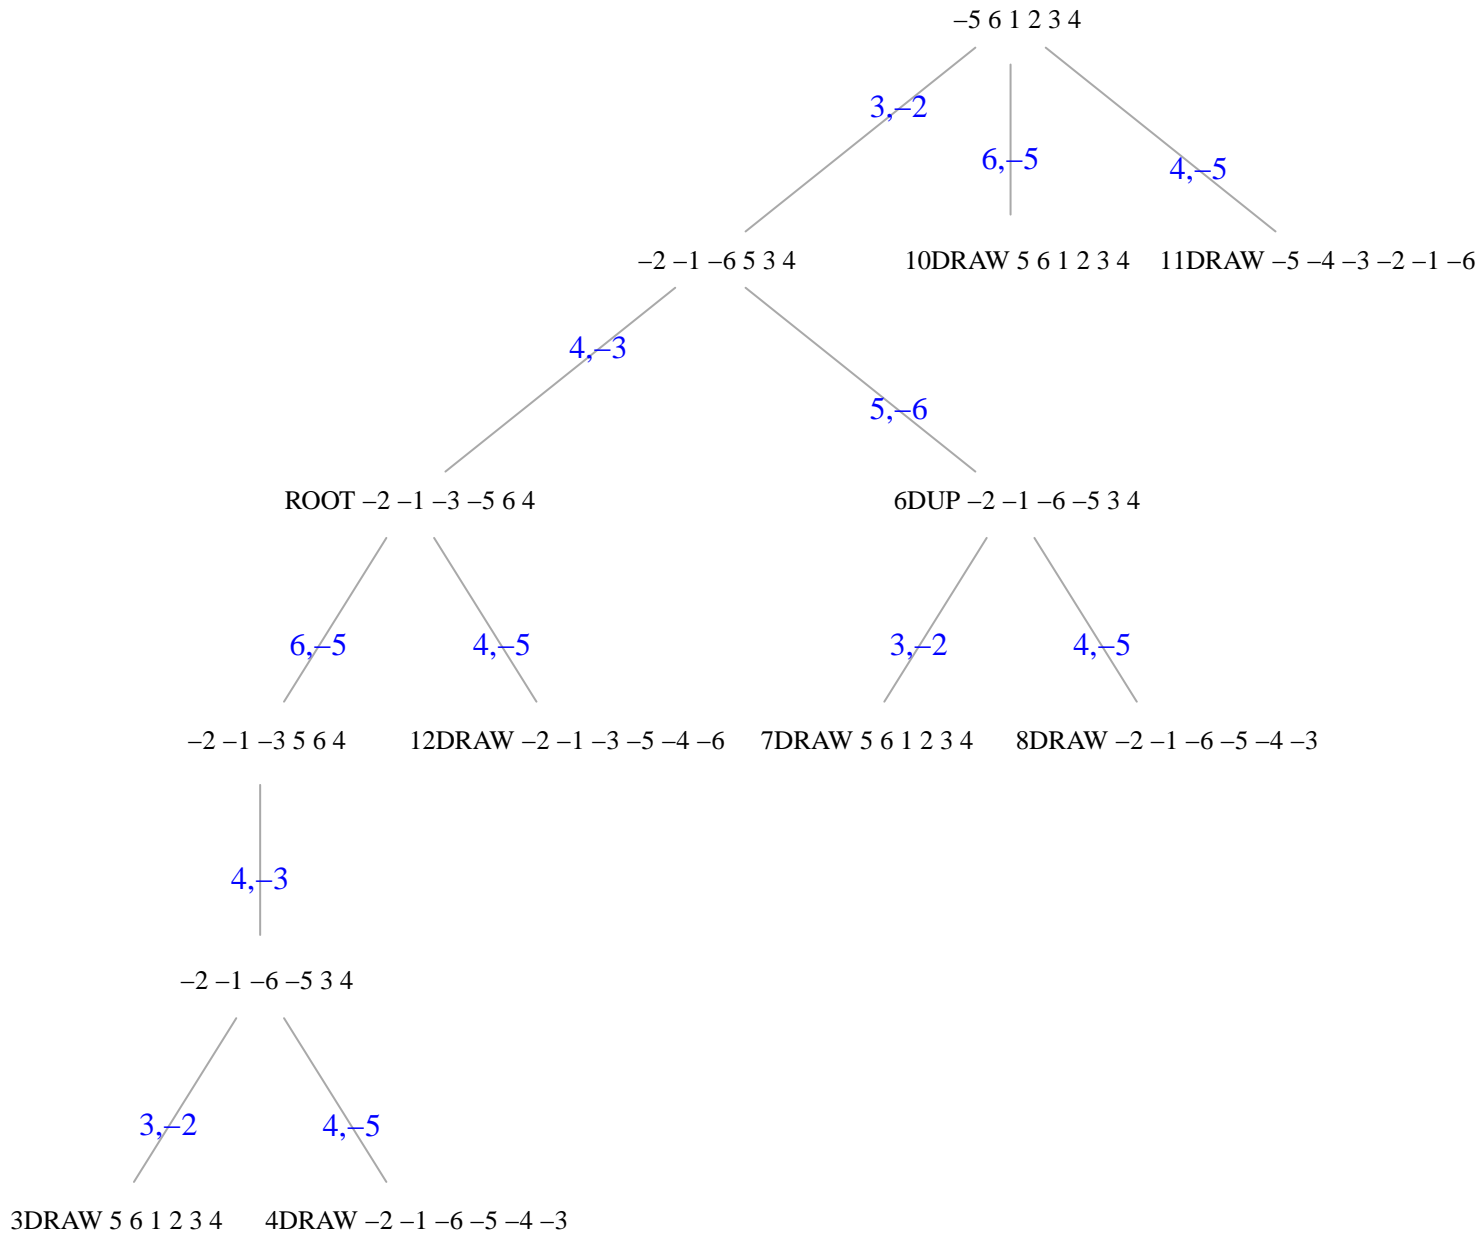 –5 6 1 2 3 4
3,–2
6,–5
4,–5
–2 –1 –6 5 3 4
10DRAW 5 6 1 2 3 4
11DRAW –5 –4 –3 –2 –1 –6
4,–3
5,–6
ROOT –2 –1 –3 –5 6 4
6DUP –2 –1 –6 –5 3 4
6,–5
4,–5
3,–2
4,–5
–2 –1 –3 5 6 4
12DRAW –2 –1 –3 –5 –4 –6
7DRAW 5 6 1 2 3 4
8DRAW –2 –1 –6 –5 –4 –3
4,–3
–2 –1 –6 –5 3 4
3,–2
4,–5
3DRAW 5 6 1 2 3 4
4DRAW –2 –1 –6 –5 –4 –3